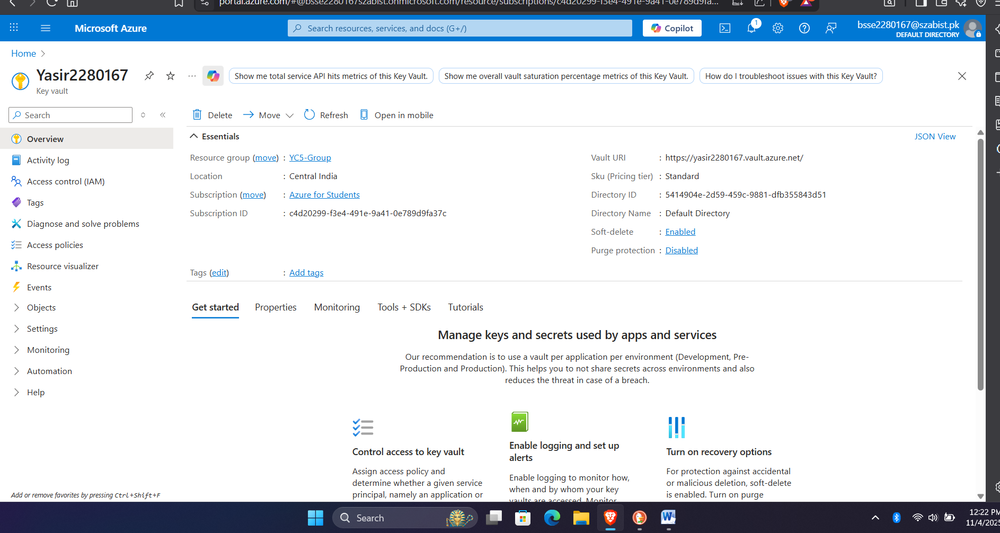 portal.azure.com/#@bsse2280167szabist.onmicrosoft.com/resource/subscriptions/c4d20299-f3e4-491e-9a41-0e789d9fa...
Microsoft Azure
Search resources, services, and docs (G+/)
Copilot
1
bsse2280167@szabist.pk
DEFAULT DIRECTORY
Home
Yasir2280167
Key vault
...
Show me total service API hits metrics of this Key Vault.
Show me overall vault saturation percentage metrics of this Key Vault.
How do I troubleshoot issues with this Key Vault?
Search
Delete
Move
Refresh
Open in mobile
Overview
Activity log
Access control (IAM)
Tags
Diagnose and solve problems
Access policies
Resource visualizer
Events
Objects
Settings
Monitoring
Automation
Help
Add or remove favorites by pressing Ctrl+Shift+F
Essentials
JSON View
Resource group (move) : YC5-Group
Location : Central India
Subscription (move) : Azure for Students
Subscription ID : c4d20299-f3e4-491e-9a41-0e789d9fa37c
Vault URI : https://yasir2280167.vault.azure.net/
Sku (Pricing tier) : Standard
Directory ID : 5414904e-2d59-459c-9881-dfb355843d51
Directory Name : Default Directory
Soft-delete : Enabled
Purge protection : Disabled
Tags (edit) : Add tags
Get started
Properties
Monitoring
Tools + SDKs
Tutorials
Manage keys and secrets used by apps and services
Our recommendation is to use a vault per application per environment (Development, Pre-
Production and Production). This helps you to not share secrets across environments and also
reduces the threat in case of a breach.
Control access to key vault
Assign access policy and
determine whether a given service
principal, namely an application or
Enable logging and set up
alerts
Enable logging to monitor how,
when and by whom your key
vaults are accessed. Monitor
Turn on recovery options
For protection against accidental
or malicious deletion, soft-delete
is enabled. Turn on purge
Search
12:22 PM
11/4/2025